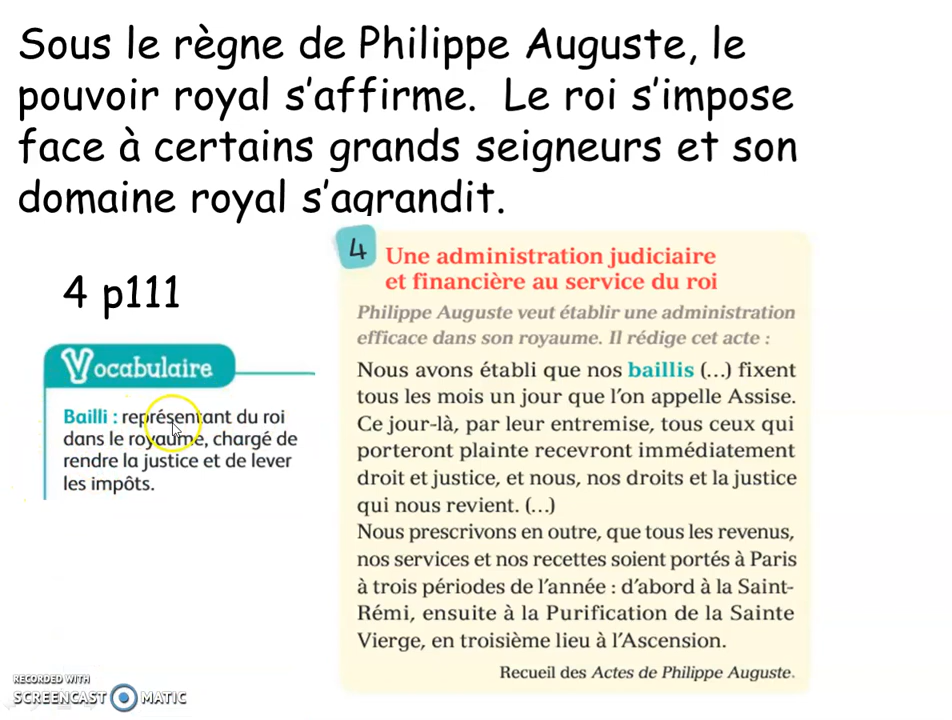 Sous le règne de Philippe Auguste, le
pouvoir royal s'affirme. Le roi s'impose
face à certains grands seigneurs et son
domaine royal s'agrandit.
4 p111
Vocabulaire
Bailli : représentant du roi
dans le royaume, chargé de
rendre la justice et de lever
les impôts.
4
Une administration judiciaire
et financière au service du roi
Philippe Auguste veut établir une administration
efficace dans son royaume. Il rédige cet acte :
Nous avons établi que nos baillis (…) fixent
tous les mois un jour que l'on appelle Assise.
Ce jour-là, par leur entremise, tous ceux qui
porteront plainte recevront immédiatement
droit et justice, et nous, nos droits et la justice
qui nous revient. (…)
Nous prescrivons en outre, que tous les revenus,
nos services et nos recettes soient portés à Paris
à trois périodes de l'année : d'abord à la Saint-
Rémi, ensuite à la Purification de la Sainte
Vierge, en troisième lieu à l'Ascension.
Recueil des Actes de Philippe Auguste.
RECORDED WITH
SCREENCAST MATIC